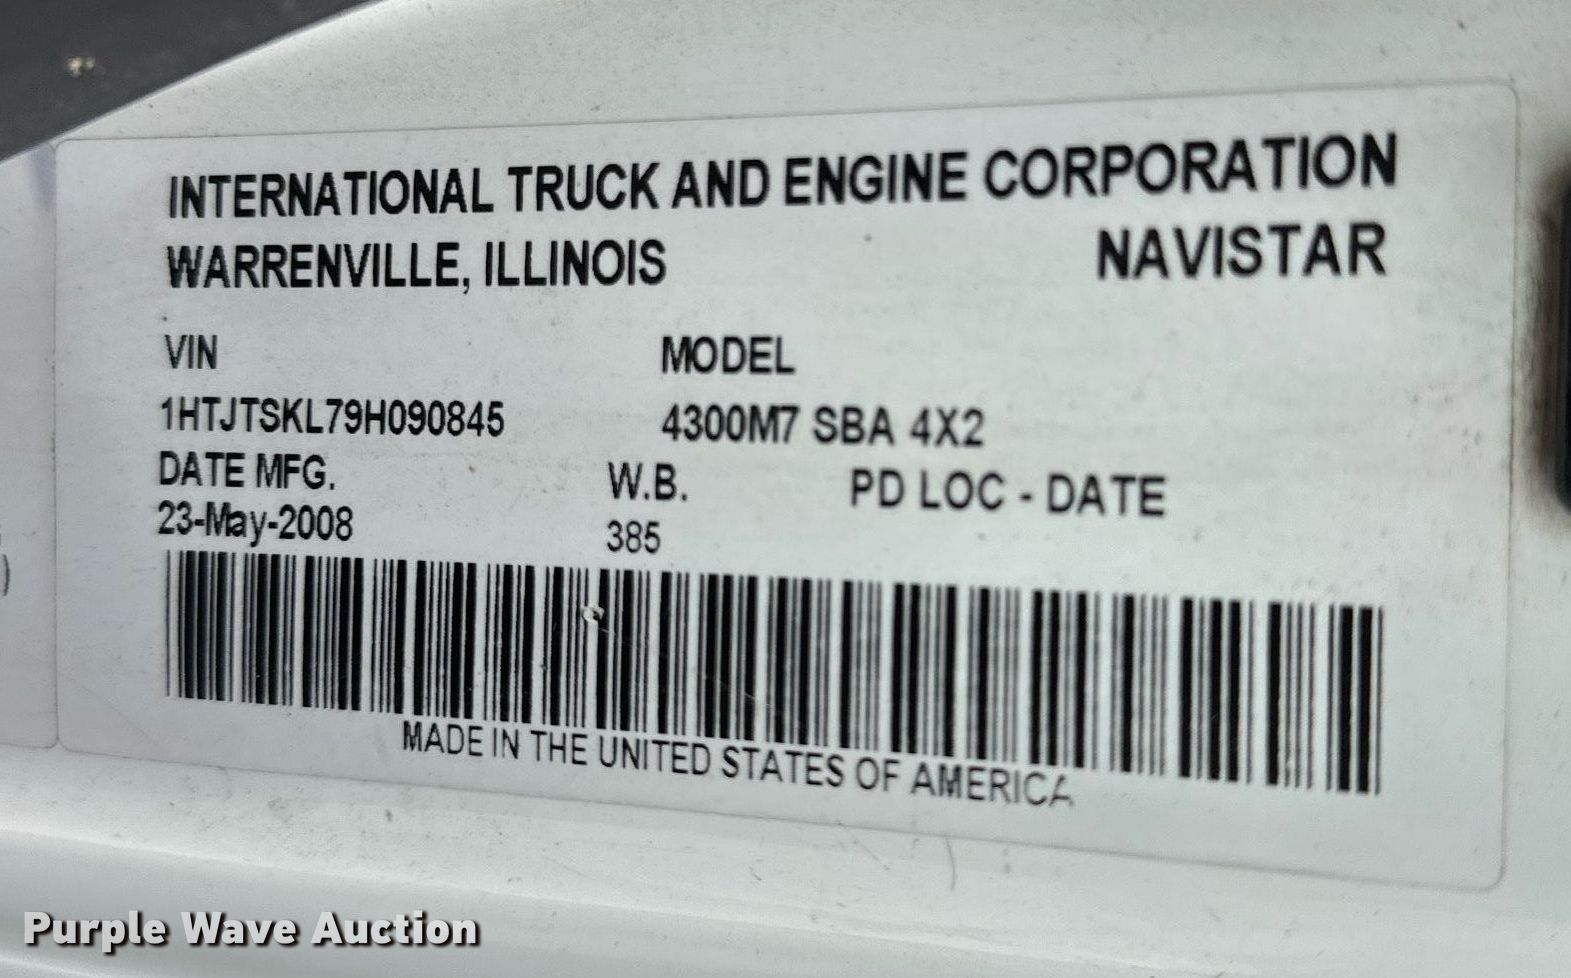 INTERNATIONAL TRUCK AND ENGINE CORPORATION
WARRENVILLE, ILLINOIS NAVISTAR
VIN MODEL
1HTJTSKL79H090845 4300M7 SBA 4X2
DATE MFG. W.B. PD LOC - DATE
23-May-2008 385
MADE IN THE UNITED STATES OF AMERICA
Purple Wave Auction